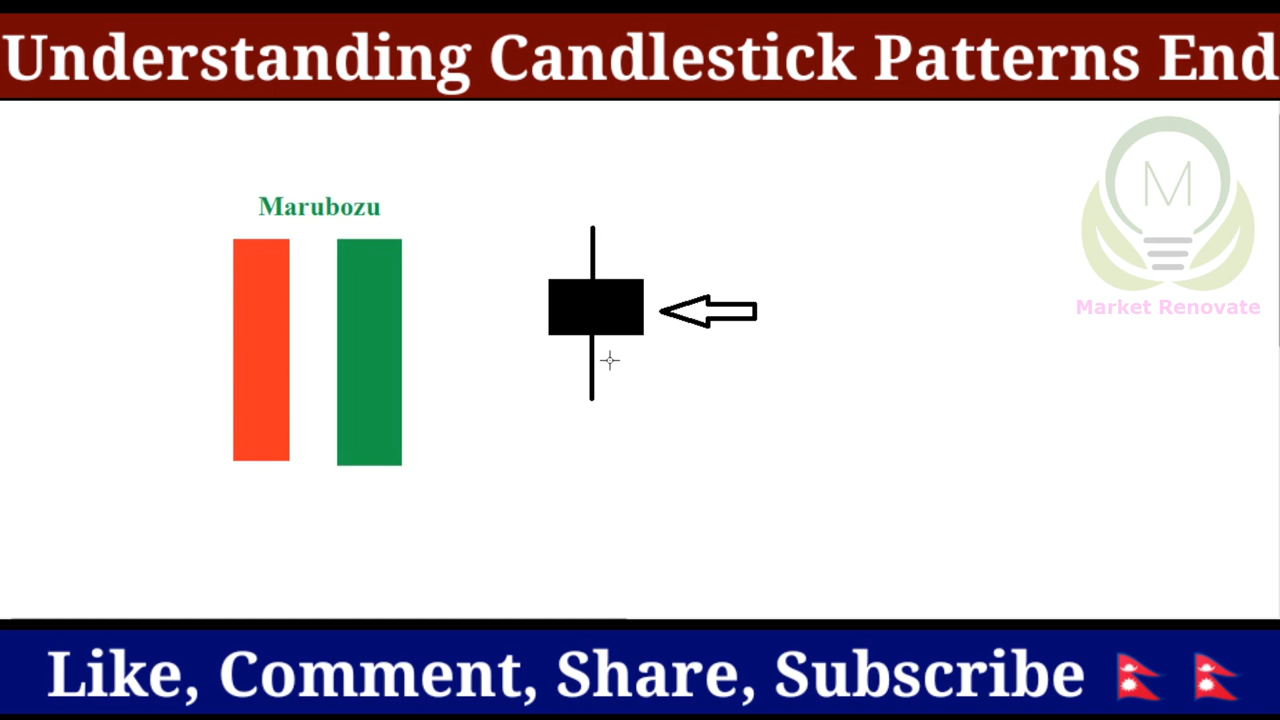 Understanding Candlestick Patterns End
Marubozu
M
Market Renovate
Like, Comment, Share, Subscribe 🇳🇵 🇳🇵